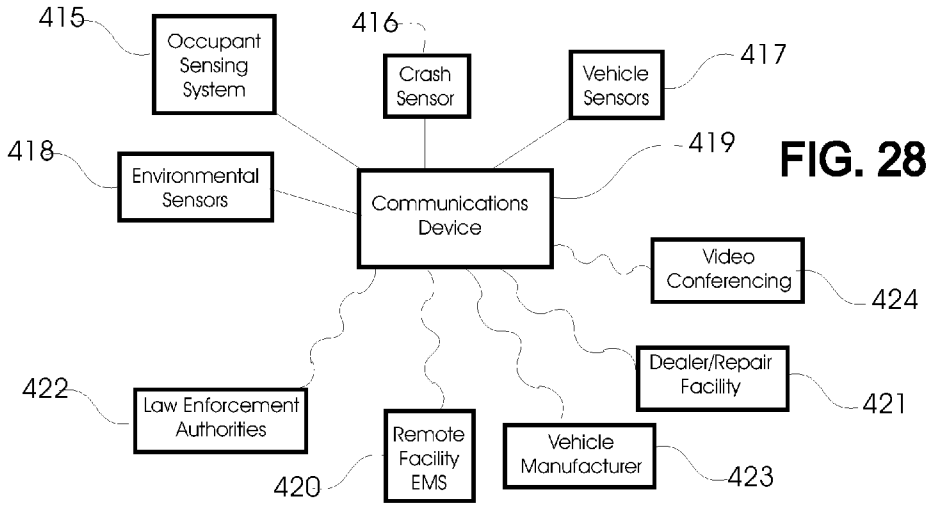 415
Occupant
Sensing
System
416
Crash
Sensor
Vehicle
Sensors
417
418
Environmental
Sensors
Communications
Device
419
FIG. 28
Video
Conferencing
424
422
Law Enforcement
Authorities
420
Remote
Facility
EMS
Vehicle
Manufacturer
423
Dealer/Repair
Facility
421